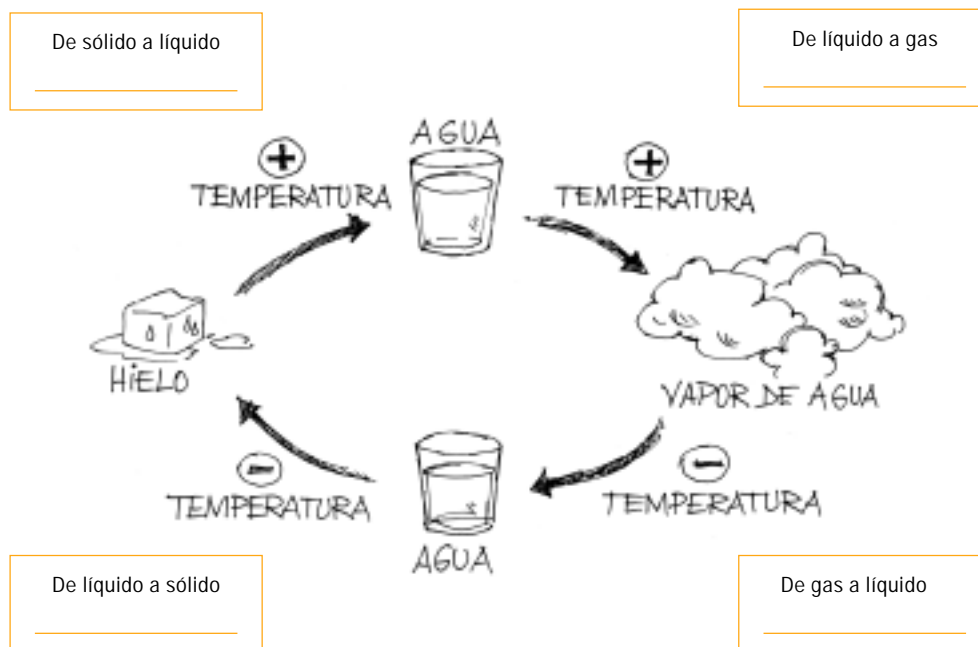 De sólido a líquido
De líquido a gas
AGUA
+
+
TEMPERATURA
TEMPERATURA
HiELO
VAPOR DE AGUA
-
-
TEMPERATURA
TEMPERATURA
AGUA
De líquido a sólido
De gas a líquido